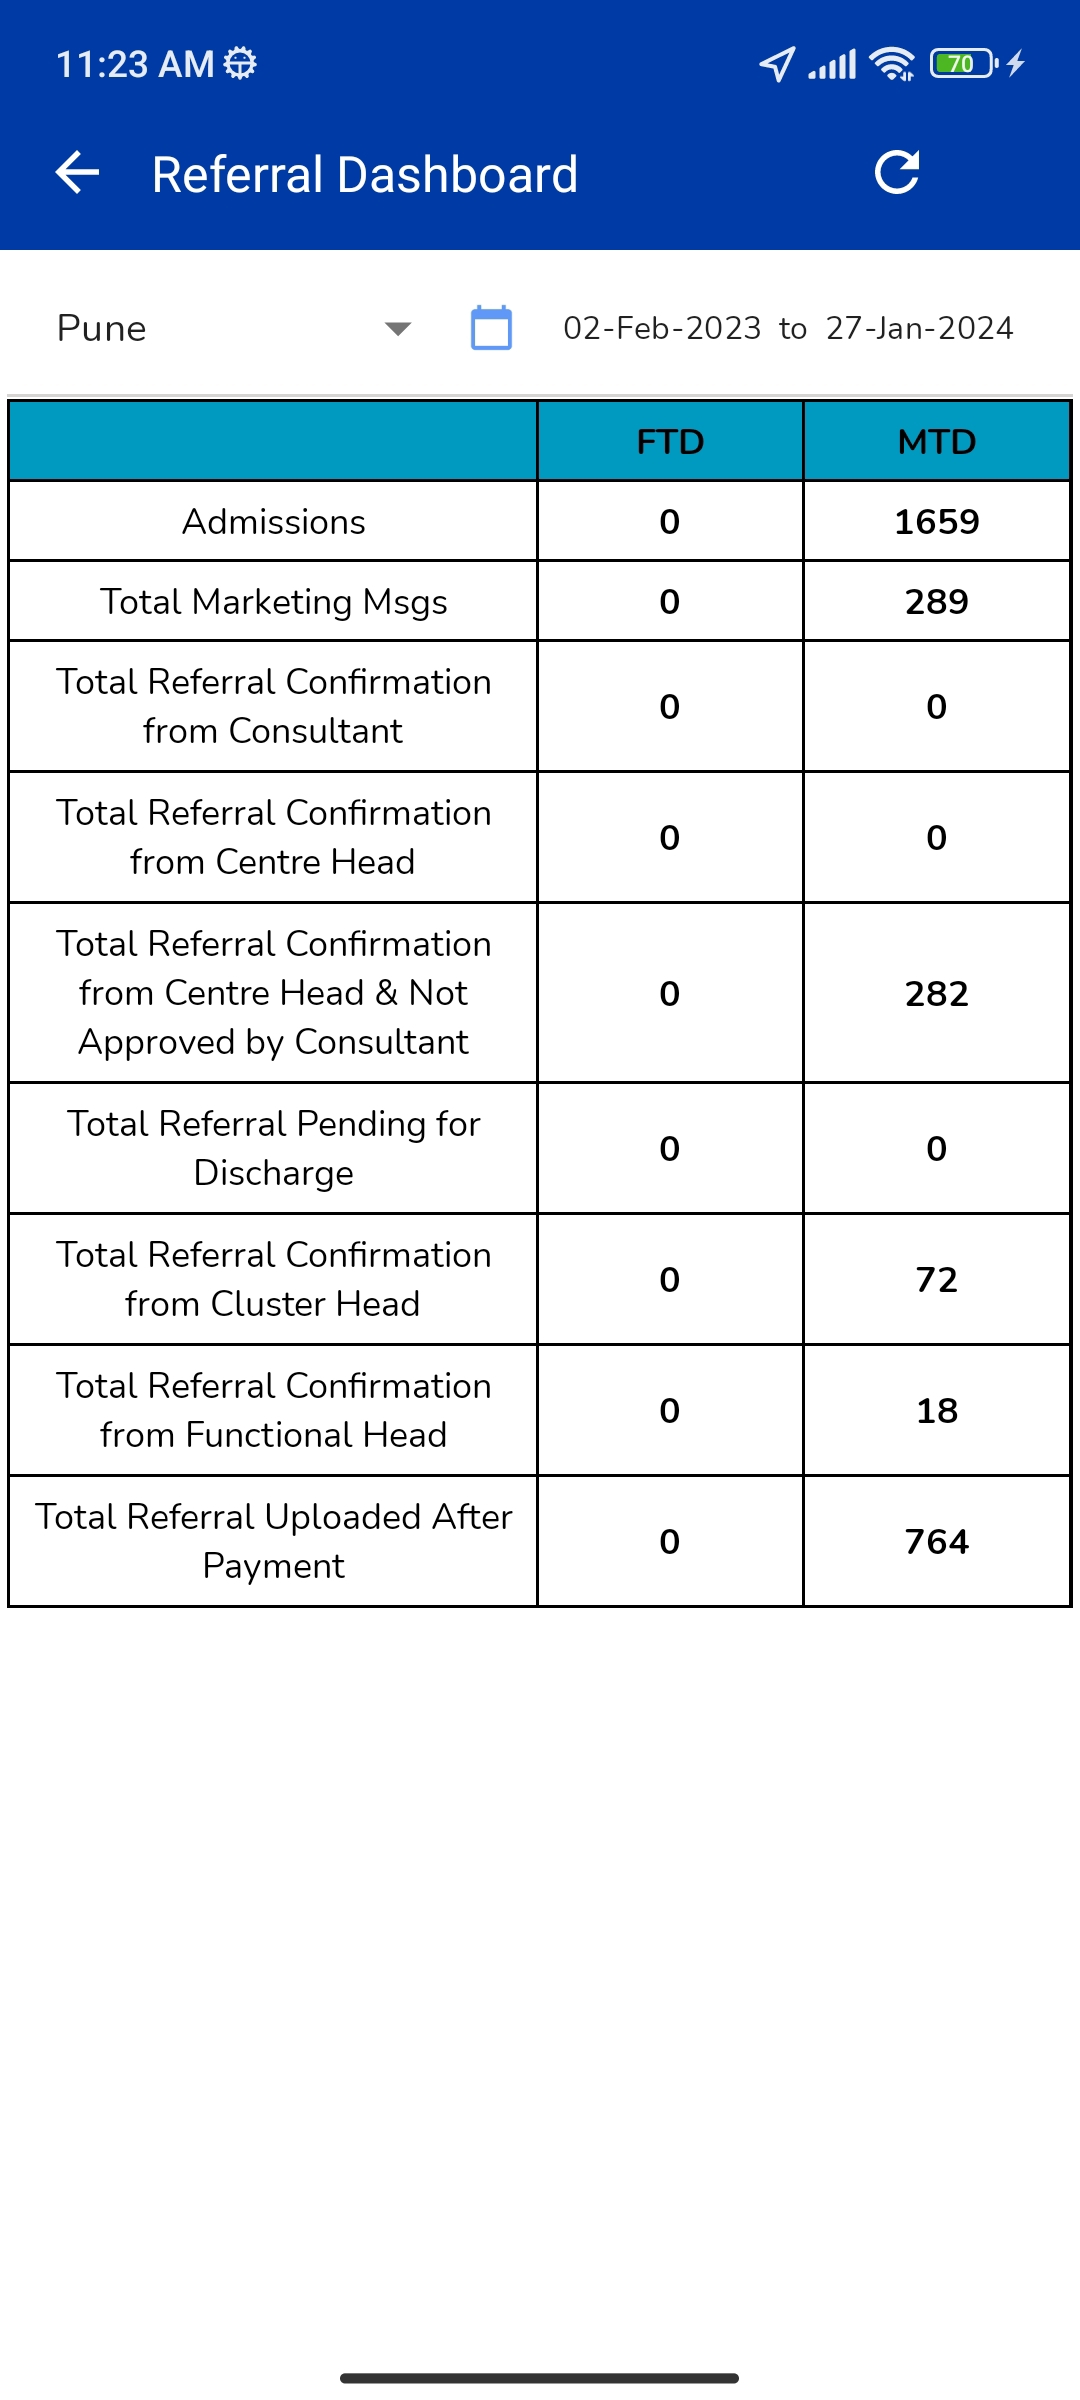 11:23 AM
70
Referral Dashboard
Pune
02-Feb-2023 to 27-Jan-2024
FTD MTD
Admissions 0 1659
Total Marketing Msgs 0 289
Total Referral Confirmation
from Consultant 0 0
Total Referral Confirmation
from Centre Head 0 0
Total Referral Confirmation
from Centre Head & Not 0 282
Approved by Consultant
Total Referral Pending for
Discharge 0 0
Total Referral Confirmation
from Cluster Head 0 72
Total Referral Confirmation
from Functional Head 0 18
Total Referral Uploaded After
Payment 0 764